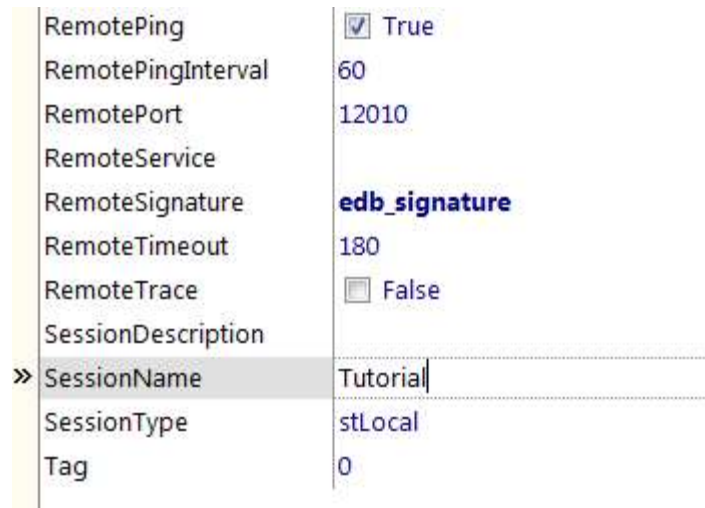 RemotePing True
RemotePingInterval 60
RemotePort 12010
RemoteService
RemoteSignature edb_signature
RemoteTimeout 180
RemoteTrace False
SessionDescription
» SessionName Tutorial
SessionType stLocal
Tag 0